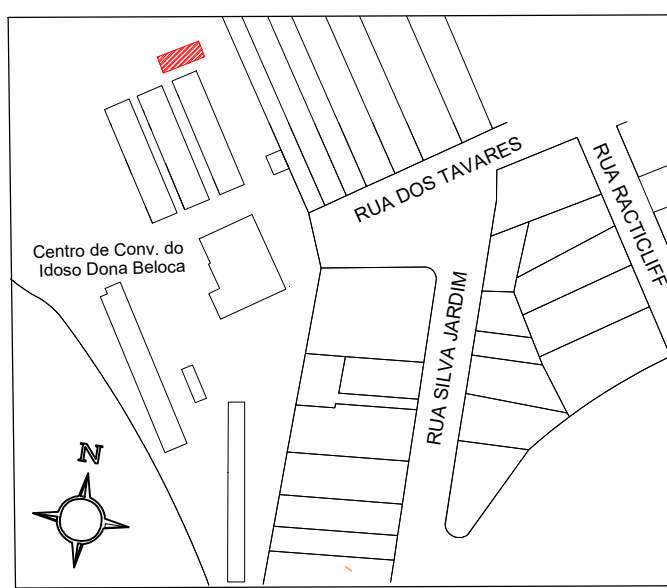 RUA DOS TAVARES
RUA RACTICLIFF
Centro de Conv. do
Idoso Dona Beloca
RUA SILVA JARDIM
N